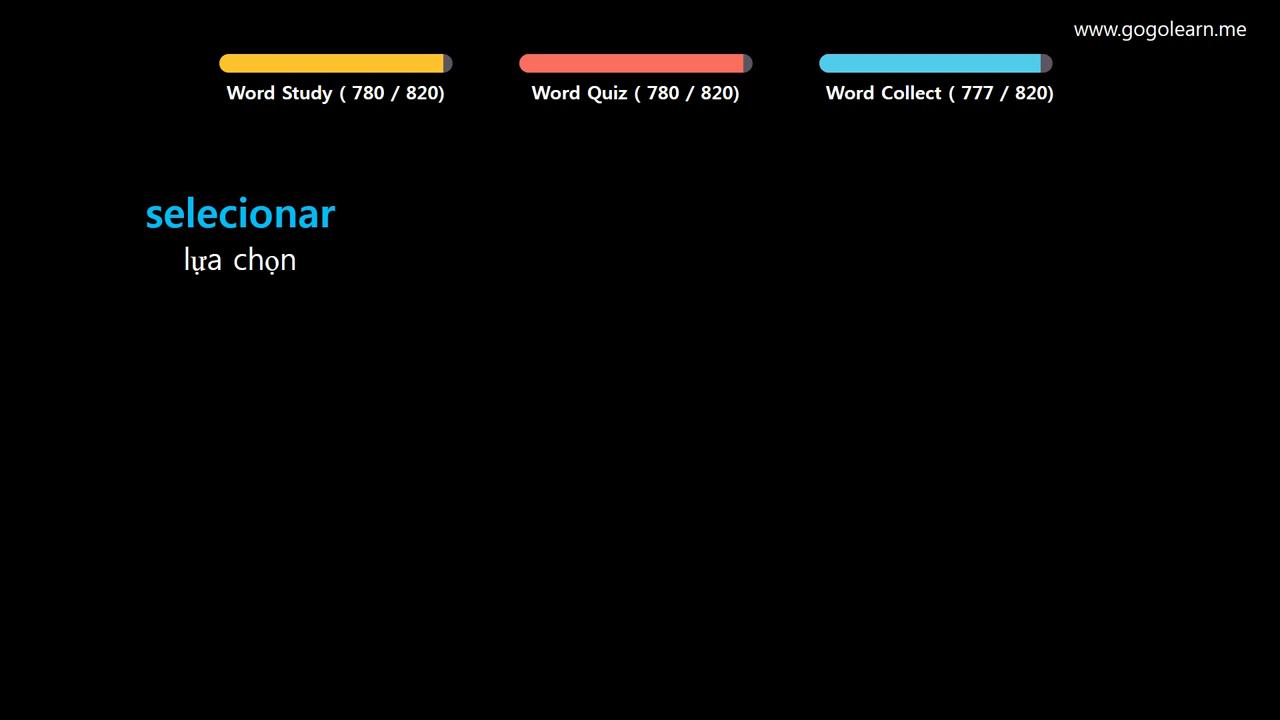 www.gogolearn.me
Word Study ( 780 / 820)
Word Quiz ( 780 / 820)
Word Collect ( 777 / 820)
selecionar
lựa chọn